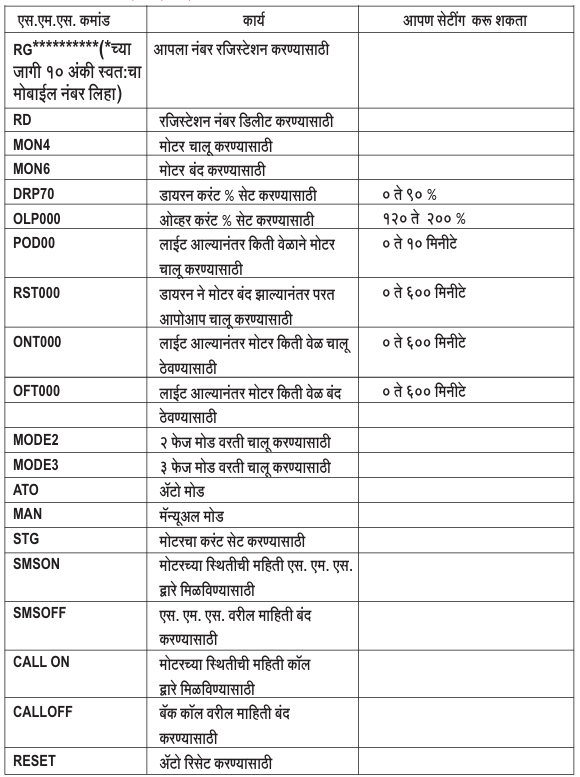 एस.एम.एस. कमांड कार्य आपण सेटींग करू शकता
RG**********(*च्या आपला नंबर रजिस्टेशन करण्यासाठी
जागी १० अंकी स्वत:चा
मोबाईल नंबर लिहा)
RD रजिस्टेशन नंबर डिलीट करण्यासाठी
MON4 मोटर चालू करण्यासाठी
MON6 मोटर बंद करण्यासाठी
DRP70 डायरन करंट % सेट करण्यासाठी ० ते ९० %
OLP000 ओव्हर करंट % सेट करण्यासाठी १२० ते २०० %
POD00 लाईट आल्यानंतर किती वेळाने मोटर ० ते १० मिनीटे
चालू करण्यासाठी
RST000 डायरन ने मोटर बंद झाल्यानंतर परत ० ते ६०० मिनीटे
आपोआप चालू करण्यासाठी
ONT000 लाईट आल्यानंतर मोटर किती वेळ चालू ० ते ६०० मिनीटे
ठेवण्यासाठी
OFT000 लाईट आल्यानंतर मोटर किती वेळ बंद ० ते ६०० मिनीटे
ठेवण्यासाठी
MODE2 २ फेज मोड वरती चालू करण्यासाठी
MODE3 ३ फेज मोड वरती चालू करण्यासाठी
ATO ॲटो मोड
MAN मॅन्यूअल मोड
STG मोटरचा करंट सेट करण्यासाठी
SMSON मोटरच्या स्थितीची महिती एस. एम. एस.
द्वारे मिळविण्यासाठी
SMSOFF एस. एम. एस. वरील माहिती बंद
करण्यासाठी
CALL ON मोटरच्या स्थितीची महिती कॉल
द्वारे मिळविण्यासाठी
CALLOFF बॅक कॉल वरील माहिती बंद
करण्यासाठी
RESET ॲटो रिसेट करण्यासाठी